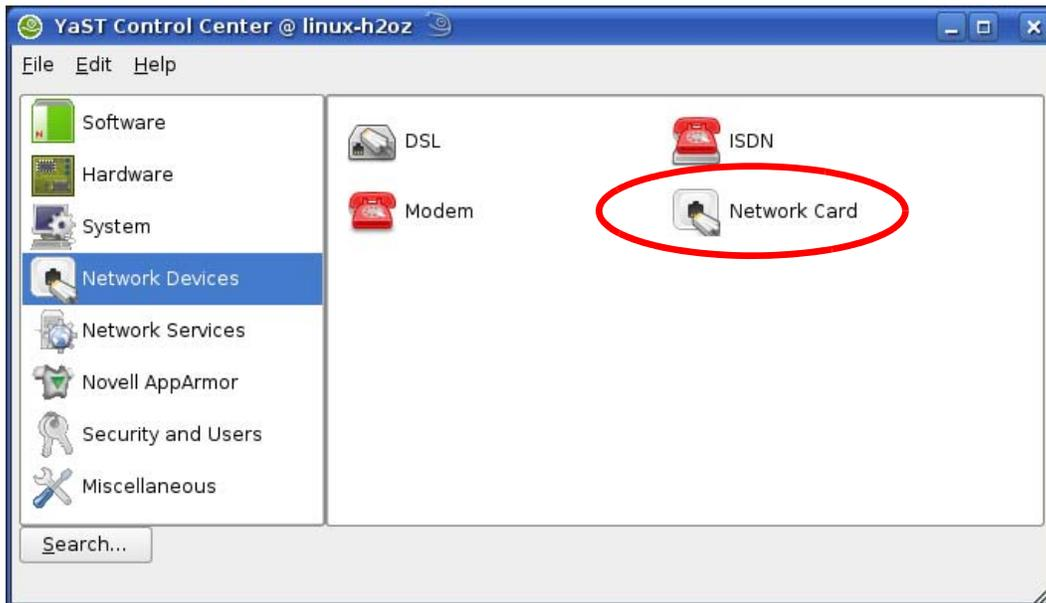 YaST Control Center @ linux-h2oz
File Edit Help
Software
Hardware
System
Network Devices
Network Services
Novell AppArmor
Security and Users
Miscellaneous
DSL
ISDN
Modem
Network Card
Search...